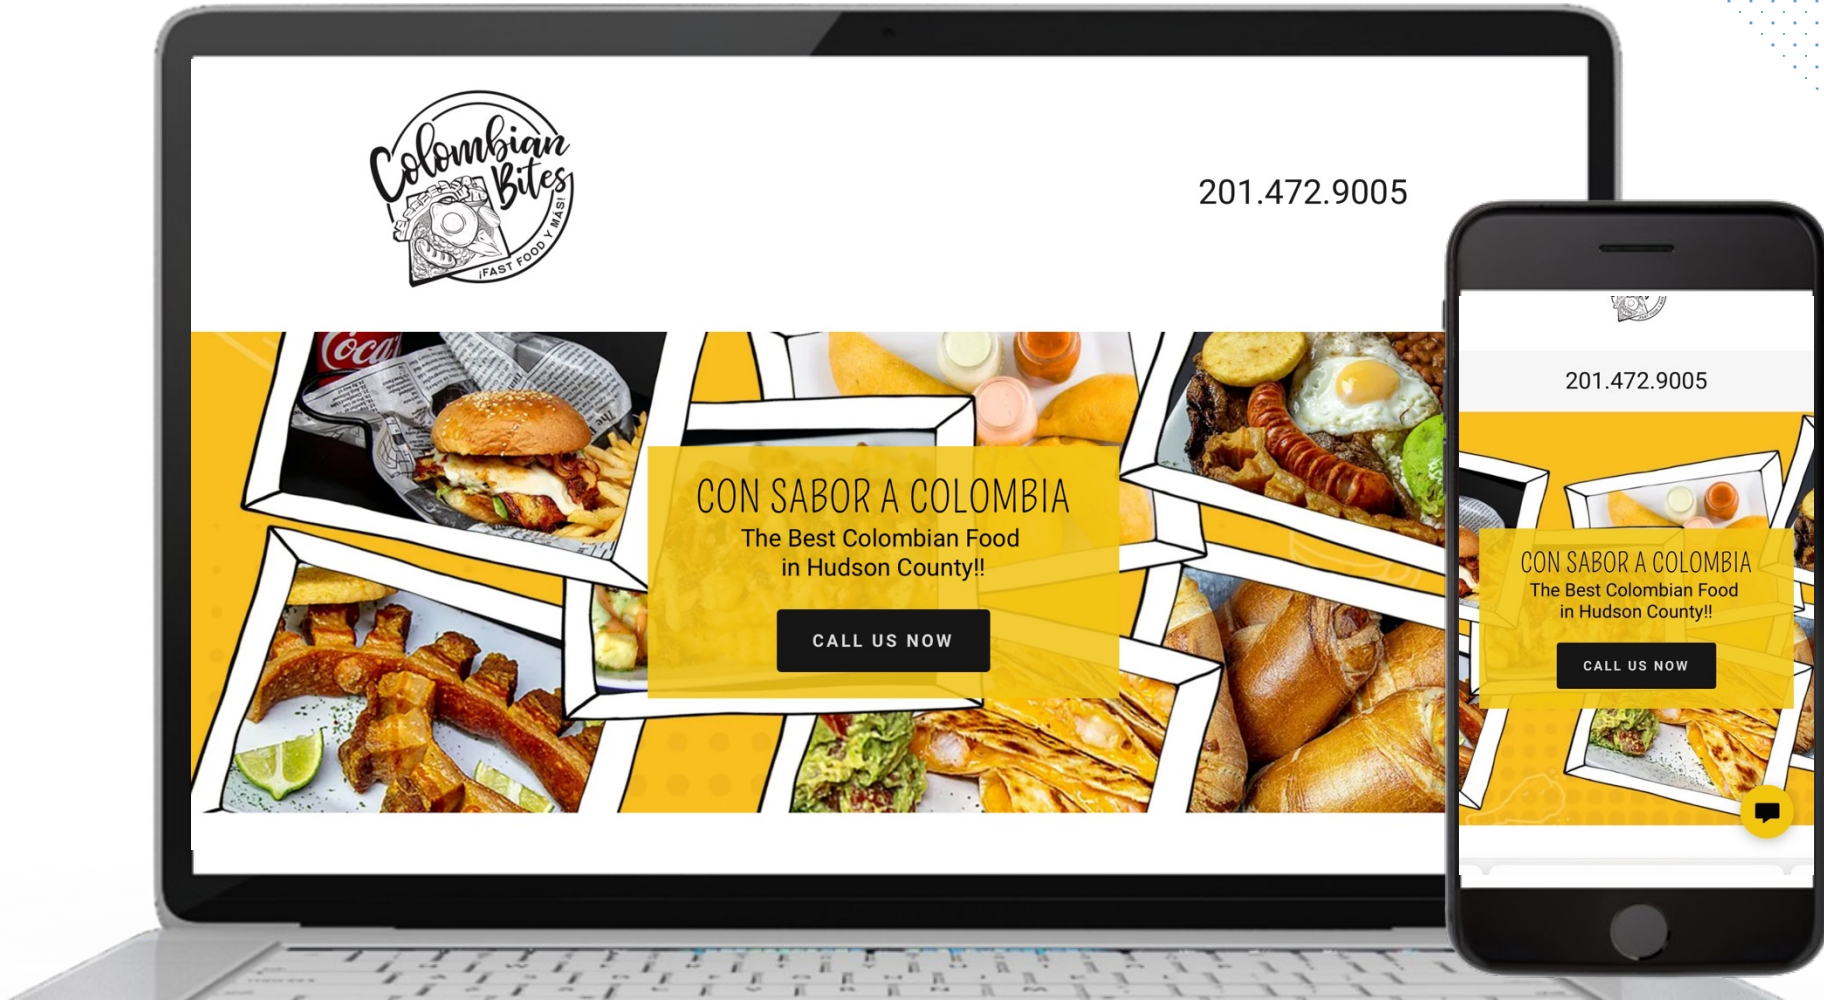 Colombian
Bites
¡FAST FOOD Y MÁS!
201.472.9005
Coca
CON SABOR A COLOMBIA
The Best Colombian Food
in Hudson County!!
CALL US NOW
201.472.9005
CON SABOR A COLOMBIA
The Best Colombian Food
in Hudson County!!
CALL US NOW